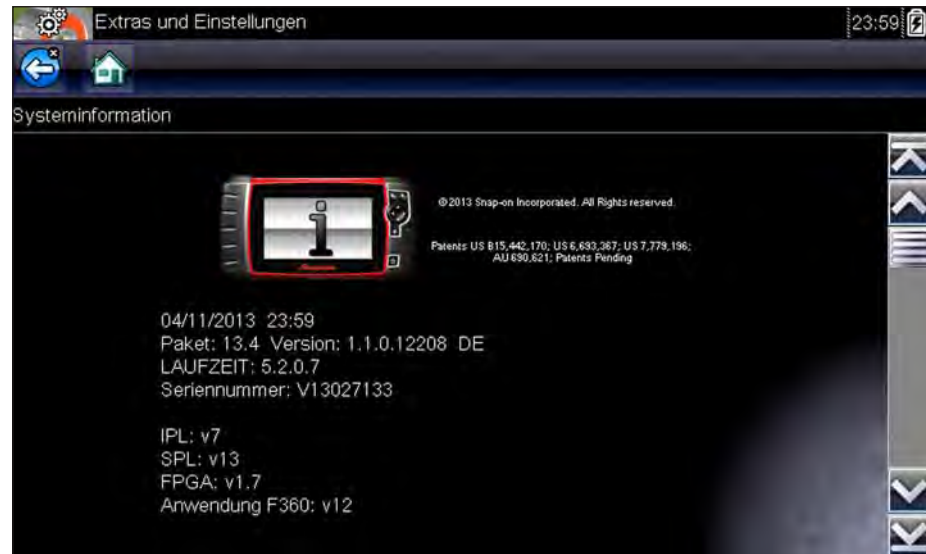 Extras und Einstellungen
23:59
Systeminformation
©2013 Snap-on Incorporated. All Rights reserved.
Patents US B15,442,170; US 6,693,367; US 7,779,196;
AU 690,621; Patents Pending
04/11/2013 23:59
Paket: 13.4 Version: 1.1.0.12208 DE
LAUFZEIT: 5.2.0.7
Seriennummer: V13027133
IPL: v7
SPL: v13
FPGA: v1.7
Anwendung F360: v12